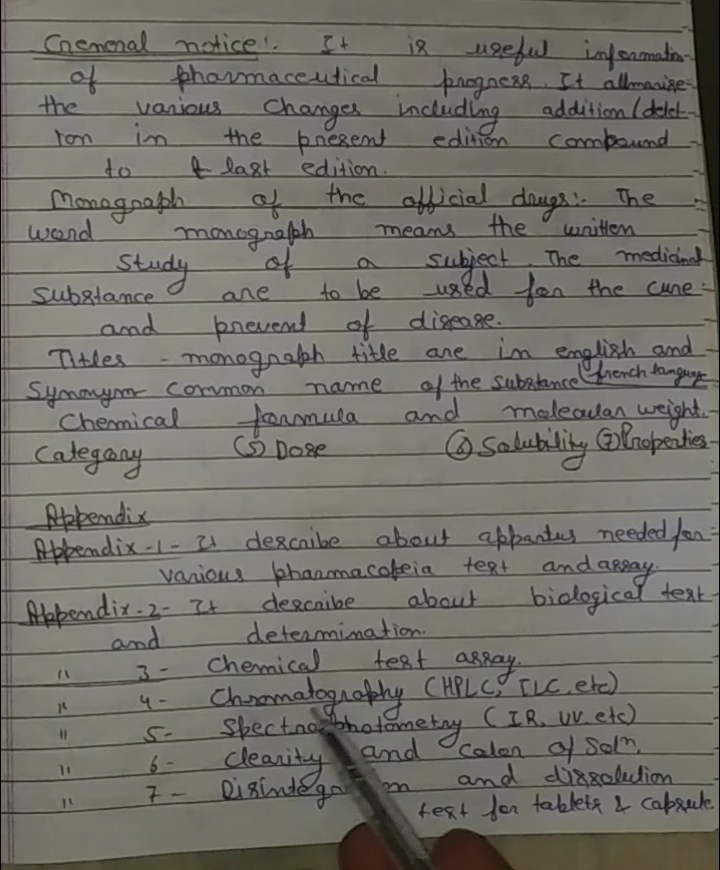 General notice:- It is useful information
of pharmaceutical progress. It allmarise
the various changes including addition/delet
ion in the present edition compound
to & last edition.
Monograph of the official drugs:- The
word monograph means the written
study of a subject. The medicinal
substance are to be used for the cure
and prevent of disease.
Titles - monograph title are in english and
Synonym common name of the substance french
Chemical formula and molecular weight.
Category (5) Dose (6) Solubility (7) Properties
Appendix
Appendix-1- It describe about appartus needed for
various pharmacopeia test and assay.
Appendix-2- It describe about biological test
and determination.
" 3- Chemical test assay.
" 4- Chromatography (HPLC, TLC, etc)
" 5- Spectrophotometry (IR, UV etc)
" 6- Clearity and color of Soln.
" 7- and dissolution
test for tablets & capsule